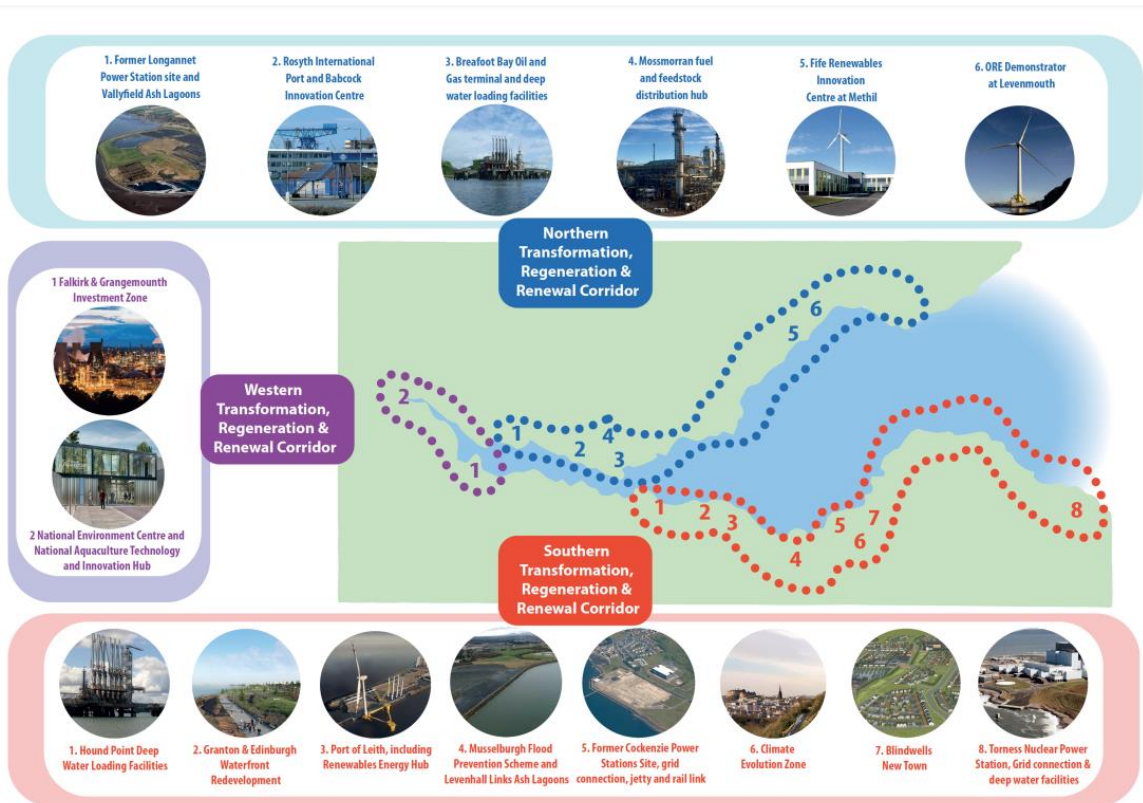 1. Former Longannet
Power Station site and
Vallyfield Ash Lagoons
2. Rosyth International
Port and Babcock
Innovation Centre
3. Breafoot Bay Oil and
Gas terminal and deep
water loading facilities
4. Mossmorran fuel
and feedstock
distribution hub
5. Fife Renewables
Innovation
Centre at Methil
6. ORE Demonstrator
at Levenmouth
Northern
Transformation,
Regeneration &
Renewal Corridor
1 Falkirk & Grangemounth
Investment Zone
2 National Environment Centre and
National Aquaculture Technology
and Innovation Hub
Western
Transformation,
Regeneration &
Renewal Corridor
2
1
1
2
4
3
5
6
1
2
3
4
5
6
7
8
Southern
Transformation,
Regeneration &
Renewal Corridor
1. Hound Point Deep
Water Loading Facilities
2. Granton & Edinburgh
Waterfront
Redevelopment
3. Port of Leith, including
Renewables Energy Hub
4. Musselburgh Flood
Prevention Scheme and
Levenhall Links Ash Lagoons
5. Former Cockenzie Power
Stations Site, grid
connection, jetty and rail link
6. Climate
Evolution Zone
7. Blindwells
New Town
8. Torness Nuclear Power
Station, Grid connection &
deep water facilities